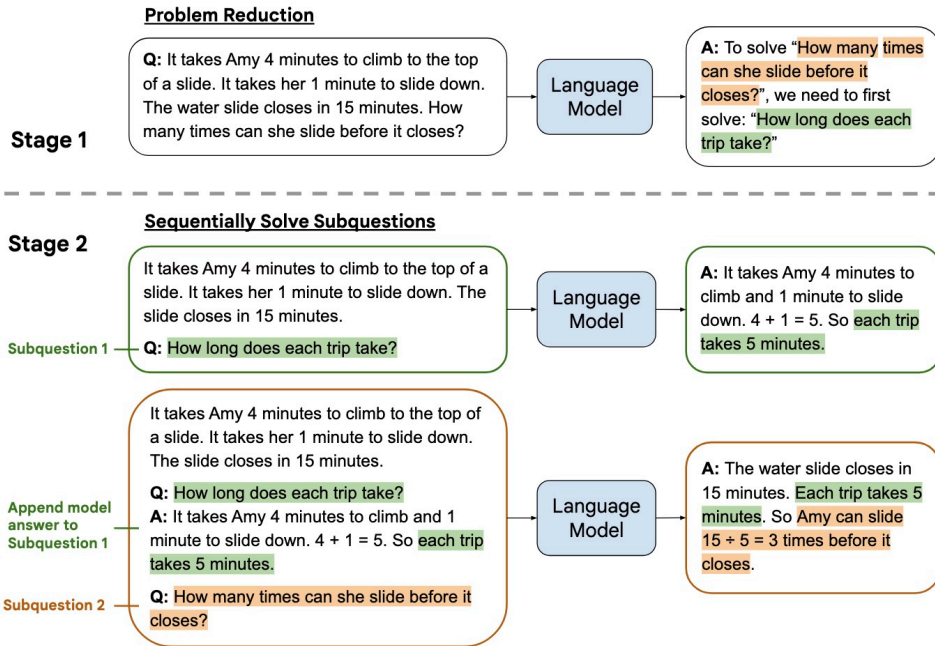 Problem Reduction
Stage 1
Q: It takes Amy 4 minutes to climb to the top
of a slide. It takes her 1 minute to slide down.
The water slide closes in 15 minutes. How
many times can she slide before it closes?
Language
Model
A: To solve “How many times
can she slide before it
closes?”, we need to first
solve: “How long does each
trip take?”
Stage 2
Sequentially Solve Subquestions
It takes Amy 4 minutes to climb to the top of a
slide. It takes her 1 minute to slide down. The
slide closes in 15 minutes.
Subquestion 1
Q: How long does each trip take?
Language
Model
A: It takes Amy 4 minutes to
climb and 1 minute to slide
down. 4 + 1 = 5. So each trip
takes 5 minutes.
It takes Amy 4 minutes to climb to the top of
a slide. It takes her 1 minute to slide down.
The slide closes in 15 minutes.
Q: How long does each trip take?
Append model
answer to
Subquestion 1
A: It takes Amy 4 minutes to climb and 1
minute to slide down. 4 + 1 = 5. So each trip
takes 5 minutes.
Subquestion 2
Q: How many times can she slide before it
closes?
Language
Model
A: The water slide closes in
15 minutes. Each trip takes 5
minutes. So Amy can slide
15 ÷ 5 = 3 times before it
closes.